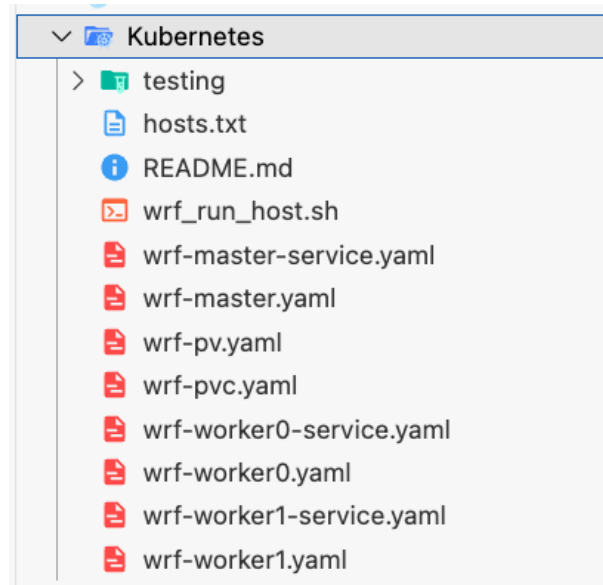 Kubernetes
testing
hosts.txt
README.md
wrf_run_host.sh
wrf-master-service.yaml
wrf-master.yaml
wrf-pv.yaml
wrf-pvc.yaml
wrf-worker0-service.yaml
wrf-worker0.yaml
wrf-worker1-service.yaml
wrf-worker1.yaml